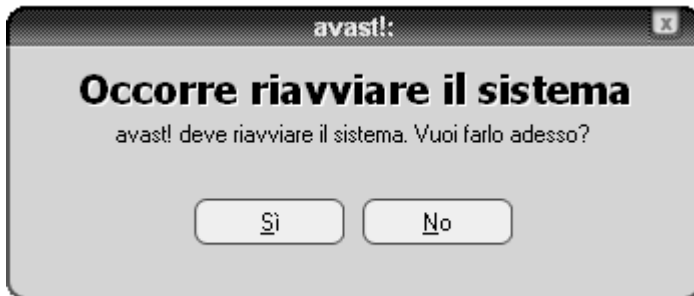 avast!:
x
Occorre riavviare il sistema
avast! deve riavviare il sistema. Vuoi farlo adesso?
Sì No